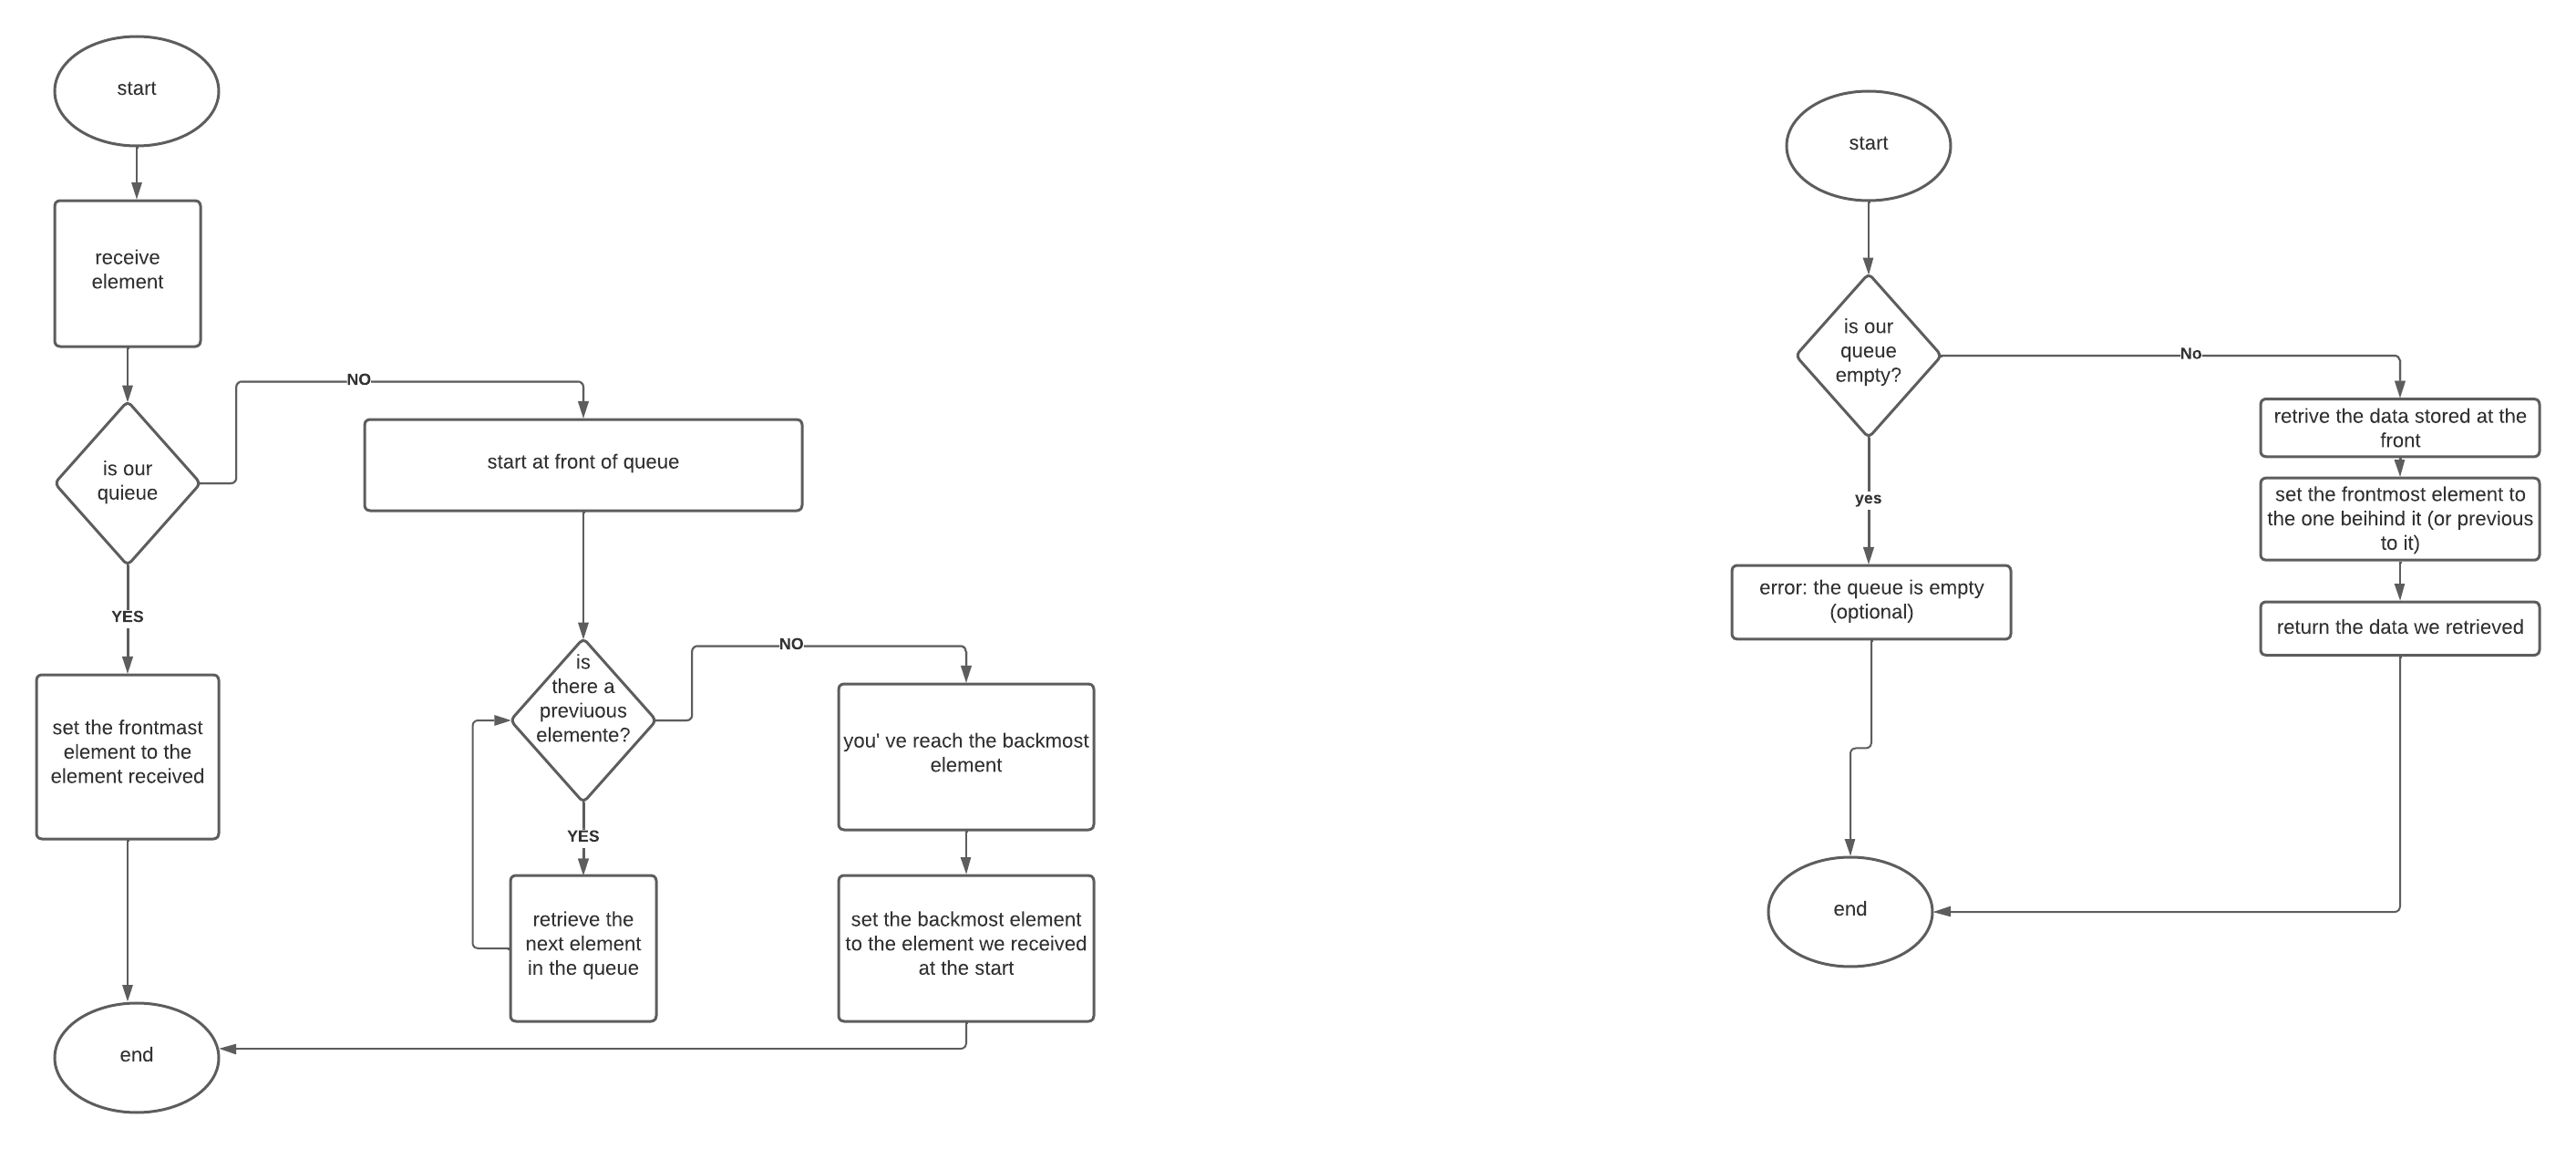 start
receive
element
is our
quieue
NO
YES
set the frontmast
element to the
element received
end
start at front of queue
is
there a
previuous
elemente?
NO
YES
retrieve the
next element
in the queue
you' ve reach the backmost
element
set the backmost element
to the element we received
at the start
start
is our
queue
empty?
No
yes
error: the queue is empty
(optional)
retrive the data stored at the
front
set the frontmost element to
the one beihind it (or previous
to it)
return the data we retrieved
end